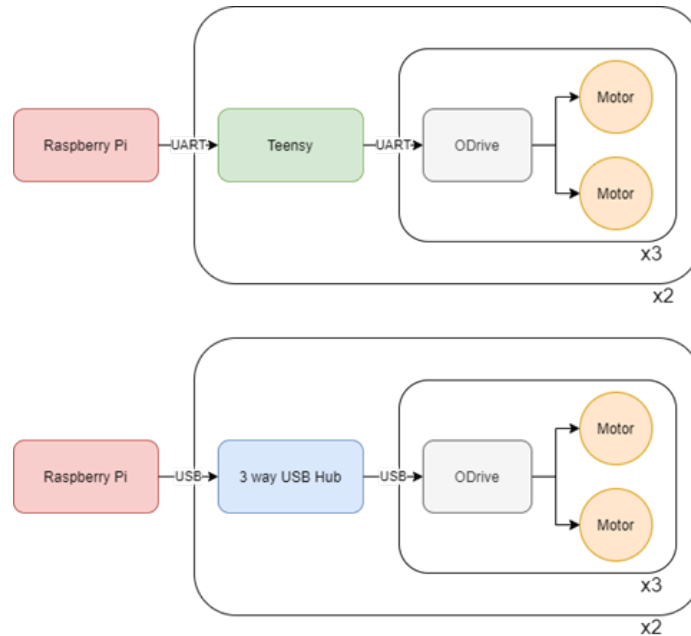 Motor
Raspberry Pi
UART
Teensy
UART
ODrive
Motor
x3
x2
Motor
Raspberry Pi
USB
3 way USB Hub
USB
ODrive
Motor
x3
x2